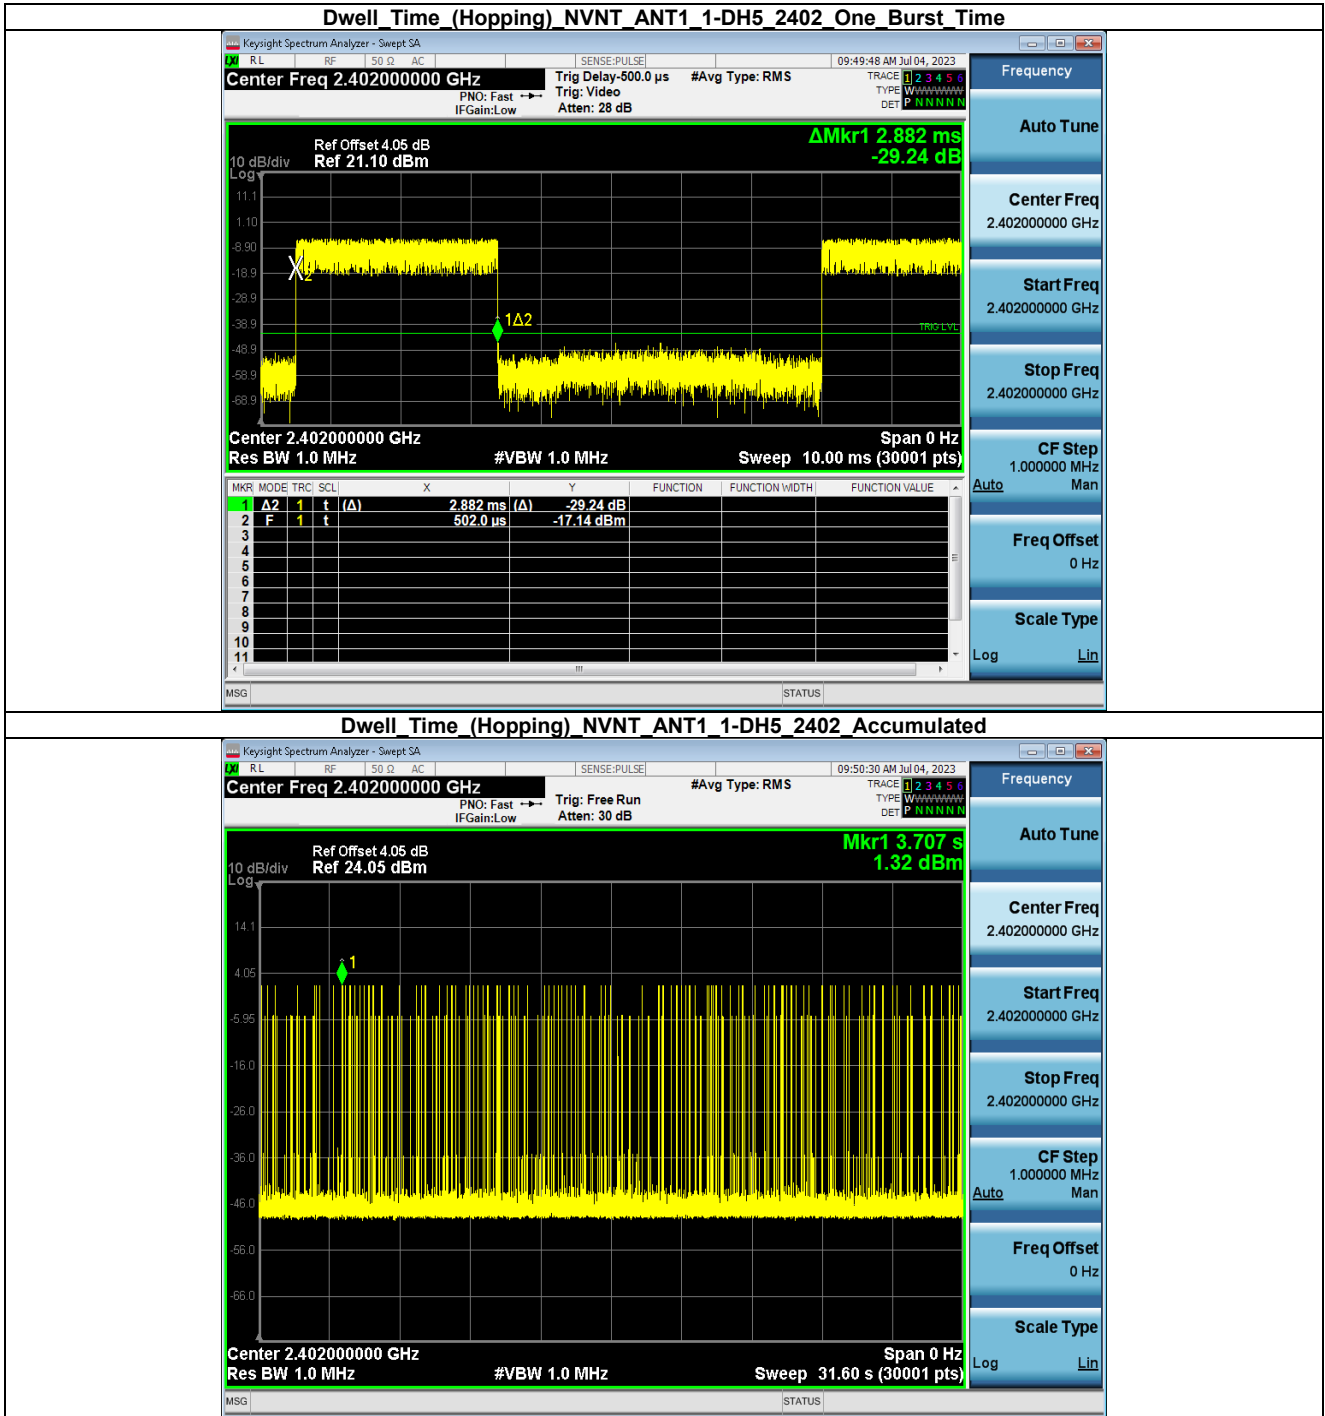 Dwell_Time_(Hopping)_NVNT_ANT1_1-DH5_2402_One_Burst_Time
Keysight Spectrum Analyzer - Swept SA
LXI RL RF 50 Ω AC SENSE:PULSE 09:49:48 AM Jul 04, 2023
Center Freq 2.402000000 GHz
PNO: Fast
IFGain:Low
Trig Delay-500.0 µs
Trig: Video
Atten: 28 dB
#Avg Type: RMS
TRACE 1 2 3 4 5 6
TYPE WWWWWW
DET P N N N N N
ΔMkr1 2.882 ms
-29.24 dB
Ref Offset 4.05 dB
10 dB/div Ref 21.10 dBm
Log
11.1
1.10
-8.90
-18.9
-28.9
-38.9
-48.9
-58.9
-68.9
2
1Δ2
TRIG LVL
Center 2.402000000 GHz Span 0 Hz
Res BW 1.0 MHz #VBW 1.0 MHz Sweep 10.00 ms (30001 pts)
MKR MODE TRC SCL X Y FUNCTION FUNCTION WIDTH FUNCTION VALUE
1 Δ2 1 t (Δ) 2.882 ms (Δ) -29.24 dB
2 F 1 t 502.0 µs -17.14 dBm
3
4
5
6
7
8
9
10
11
MSG STATUS
Frequency
Auto Tune
Center Freq
2.402000000 GHz
Start Freq
2.402000000 GHz
Stop Freq
2.402000000 GHz
CF Step
1.000000 MHz
Auto Man
Freq Offset
0 Hz
Scale Type
Log Lin
Dwell_Time_(Hopping)_NVNT_ANT1_1-DH5_2402_Accumulated
Keysight Spectrum Analyzer - Swept SA
LXI RL RF 50 Ω AC SENSE:PULSE 09:50:30 AM Jul 04, 2023
Center Freq 2.402000000 GHz
PNO: Fast
IFGain:Low
Trig: Free Run
Atten: 30 dB
#Avg Type: RMS
TRACE 1 2 3 4 5 6
TYPE WWWWWW
DET P N N N N N
Mkr1 3.707 s
1.32 dBm
Ref Offset 4.05 dB
10 dB/div Ref 24.05 dBm
Log
14.1
4.05
-5.95
-16.0
-26.0
-36.0
-46.0
-56.0
-66.0
1
Center 2.402000000 GHz Span 0 Hz
Res BW 1.0 MHz #VBW 1.0 MHz Sweep 31.60 s (30001 pts)
MSG STATUS
Frequency
Auto Tune
Center Freq
2.402000000 GHz
Start Freq
2.402000000 GHz
Stop Freq
2.402000000 GHz
CF Step
1.000000 MHz
Auto Man
Freq Offset
0 Hz
Scale Type
Log Lin